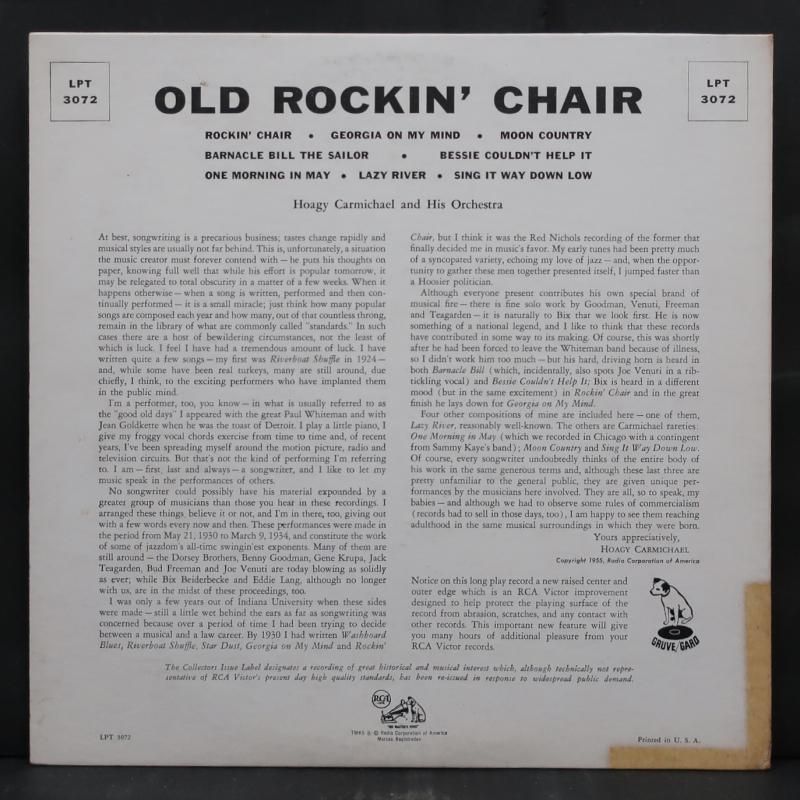 LPT
3072
LPT
3072
OLD ROCKIN' CHAIR
ROCKIN' CHAIR • GEORGIA ON MY MIND • MOON COUNTRY
BARNACLE BILL THE SAILOR • BESSIE COULDN'T HELP IT
ONE MORNING IN MAY • LAZY RIVER • SING IT WAY DOWN LOW
Hoagy Carmichael and His Orchestra
At best, songwriting is a precarious business; tastes change rapidly and
musical styles are usually not far behind. This is, unfortunately, a situation
the music creator must forever contend with — he puts his thoughts on
paper, knowing full well that while his effort is popular tomorrow, it
may be relegated to total obscurity in a matter of a few weeks. When it
happens otherwise — when a song is written, performed and then con-
tinually performed — it is a small miracle; just think how many popular
songs are composed each year and how many, out of that countless throng,
remain in the library of what are commonly called "standards." In such
cases there are a host of bewildering circumstances, not the least of
which is luck. I feel I have had a tremendous amount of luck. I have
written quite a few songs — my first was Riverboat Shuffle in 1924 —
and, while some have been real turkeys, many are still around, due
chiefly, I think, to the exciting performers who have implanted them
in the public mind.
I'm a performer, too, you know — in what is usually referred to as
the "good old days" I appeared with the great Paul Whiteman and with
Jean Goldkette when he was the toast of Detroit. I play a little piano, I
give my froggy vocal chords exercise from time to time and, of recent
years, I've been spreading myself around the motion picture, radio and
television circuits. But that's not the kind of performing I'm referring
to. I am — first, last and always — a songwriter, and I like to let my
music speak in the performances of others.
No songwriter could possibly have his material expounded by a
greater group of musicians than those you hear in these recordings. I
arranged these things, believe it or not, and I'm in there, too, giving out
with a few words every now and then. These performances were made in
the period from May 21, 1930 to March 9, 1934, and constitute the work
of some of jazzdom's all-time swingin'est exponents. Many of them are
still around — the Dorsey Brothers, Benny Goodman, Gene Krupa, Jack
Teagarden, Bud Freeman and Joe Venuti are today blowing as solidly
as ever; while Bix Beiderbecke and Eddie Lang, although no longer
with us, are in the midst of these proceedings, too.
I was only a few years out of Indiana University when these sides
were made — still a little wet behind the ears as far as songwriting was
concerned because over a period of time I had been trying to decide
between a musical and a law career. By 1930 I had written Washboard
Blues, Riverboat Shuffle, Star Dust, Georgia on My Mind and Rockin'
Chair, but I think it was the Red Nichols recording of the former that
finally decided me in music's favor. My early tunes had been pretty much
of a syncopated variety, echoing my love of jazz — and, when the oppor-
tunity to gather these men together presented itself, I jumped faster than
a Hoosier politician.
Although everyone present contributes his own special brand of
musical fire — there is fine solo work by Goodman, Venuti, Freeman
and Teagarden — it is naturally to Bix that we look first. He is now
something of a national legend, and I like to think that these records
have contributed in some way to its making. Of course, this was shortly
after he had been forced to leave the Whiteman band because of illness,
so I didn't work him too much — but his hard, driving horn is heard in
both Barnacle Bill (which, incidentally, also spots Joe Venuti in a rib-
tickling vocal) and Bessie Couldn't Help It; Bix is heard in a different
mood (but in the same excitement) in Rockin' Chair and in the great
finish he lays down for Georgia on My Mind.
Four other compositions of mine are included here — one of them,
Lazy River, reasonably well-known. The others are Carmichael rareties:
One Morning in May (which we recorded in Chicago with a contingent
from Sammy Kaye's band); Moon Country and Sing It Way Down Low.
Of course, every songwriter undoubtedly thinks of the entire body of
his work in the same generous terms and, although these last three are
pretty unfamiliar to the general public, they are given unique per-
formances by the musicians here involved. They are all, so to speak, my
babies — and although we had to observe some rules of commercialism
(records had to sell in those days, too), I am happy to see them reaching
adulthood in the same musical surroundings in which they were born.
Yours appreciatively,
HOAGY CARMICHAEL
Copyright 1955, Radio Corporation of America
Notice on this long play record a new raised center and
outer edge which is an RCA Victor improvement
designed to help protect the playing surface of the
record from abrasion, scratches, and any contact with
other records. This important new feature will give
you many hours of additional pleasure from your
RCA Victor records.
GRUVE/GARD
The Collectors Issue Label designates a recording of great historical and musical interest which, although technically not repre-
sentative of RCA Victor's present day high quality standards, has been re-issued in response to widespread public demand.
RCA
"HIS MASTER'S VOICE"
TMKS ® © Radio Corporation of America
Marcas Registradas
LPT 3072
Printed in U. S. A.